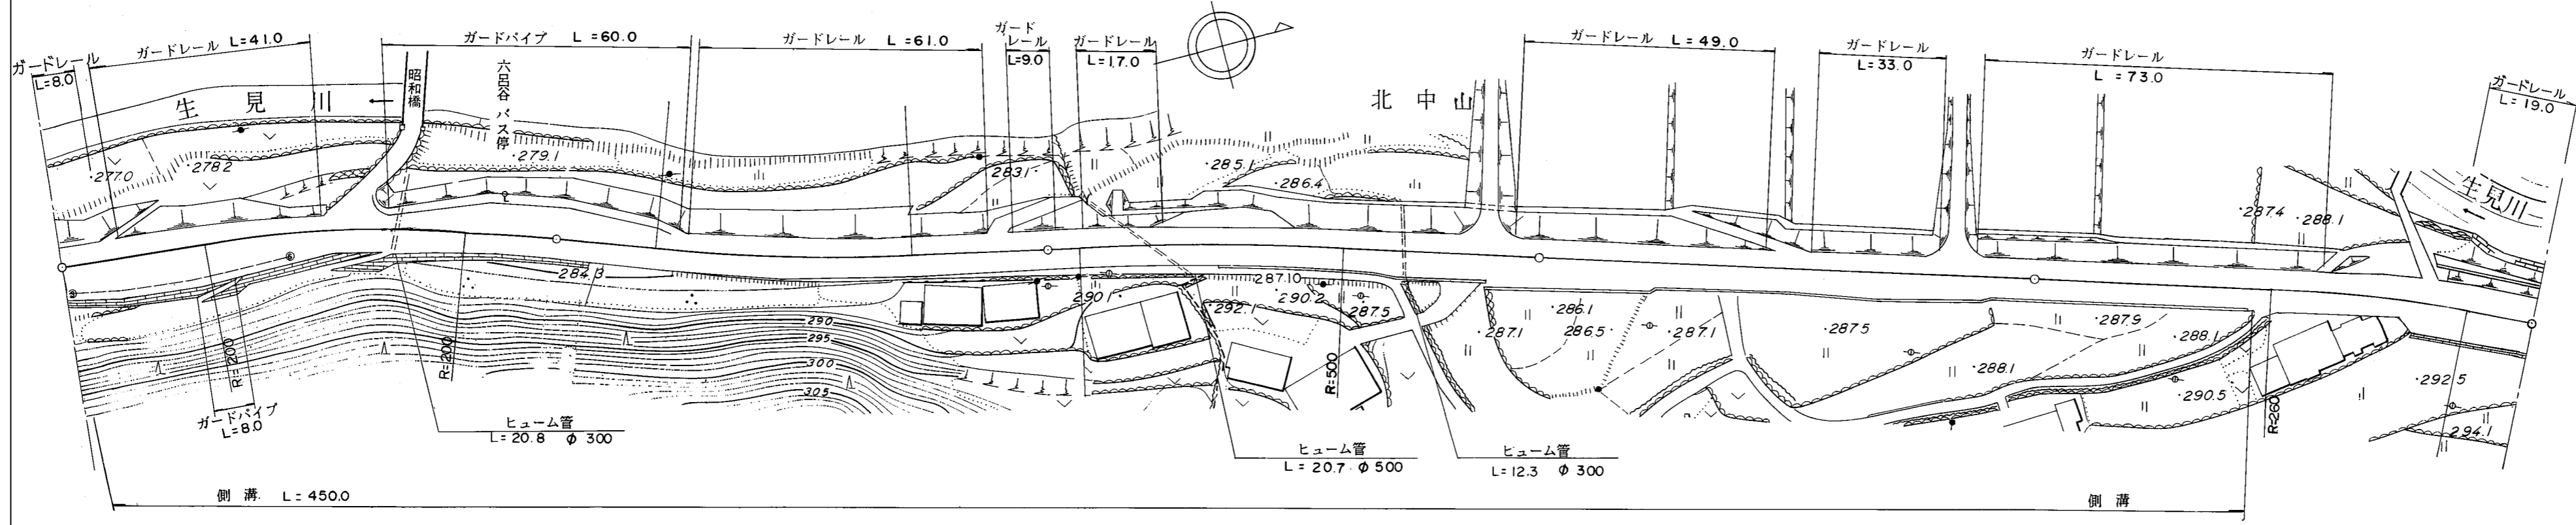 ガードレール
L=8.0
ガードレール L=41.0
ガードパイプ L=60.0
ガードレール L=61.0
ガード
レール
L=9.0
ガードレール
L=17.0
ガードレール L=49.0
ガードレール
L=33.0
ガードレール
L=73.0
ガードレール
L=19.0
生見川
昭和橋
六呂谷バス停
北中山
生見川
277.0
278.2
279.1
283.1
285.1
286.4
287.4
288.1
284.3
290.1
292.1
287.10
290.2
287.5
287.1
286.1
286.5
287.1
287.5
287.9
288.1
288.1
290.5
292.5
294.1
290
295
300
305
R=200
R=200
R=500
R=260
ガードパイプ
L=8.0
ヒューム管
L=20.8 φ300
ヒューム管
L=20.7 φ500
ヒューム管
L=12.3 φ300
側溝 L=450.0
側溝